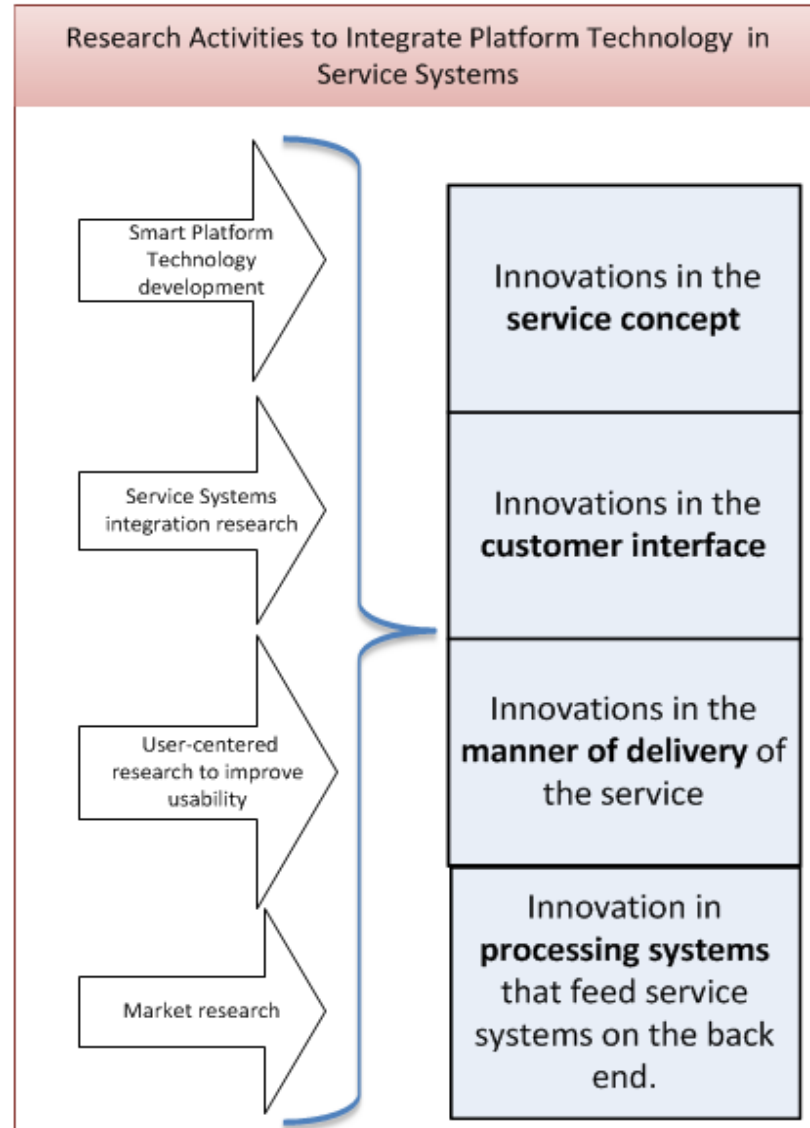 Research Activities to Integrate Platform Technology in
Service Systems
Smart Platform
Technology
development
Service Systems
integration research
User-centered
research to improve
usability
Market research
Innovations in the
service concept
Innovations in the
customer interface
Innovations in the
manner of delivery of
the service
Innovation in
processing systems
that feed service
systems on the back
end.